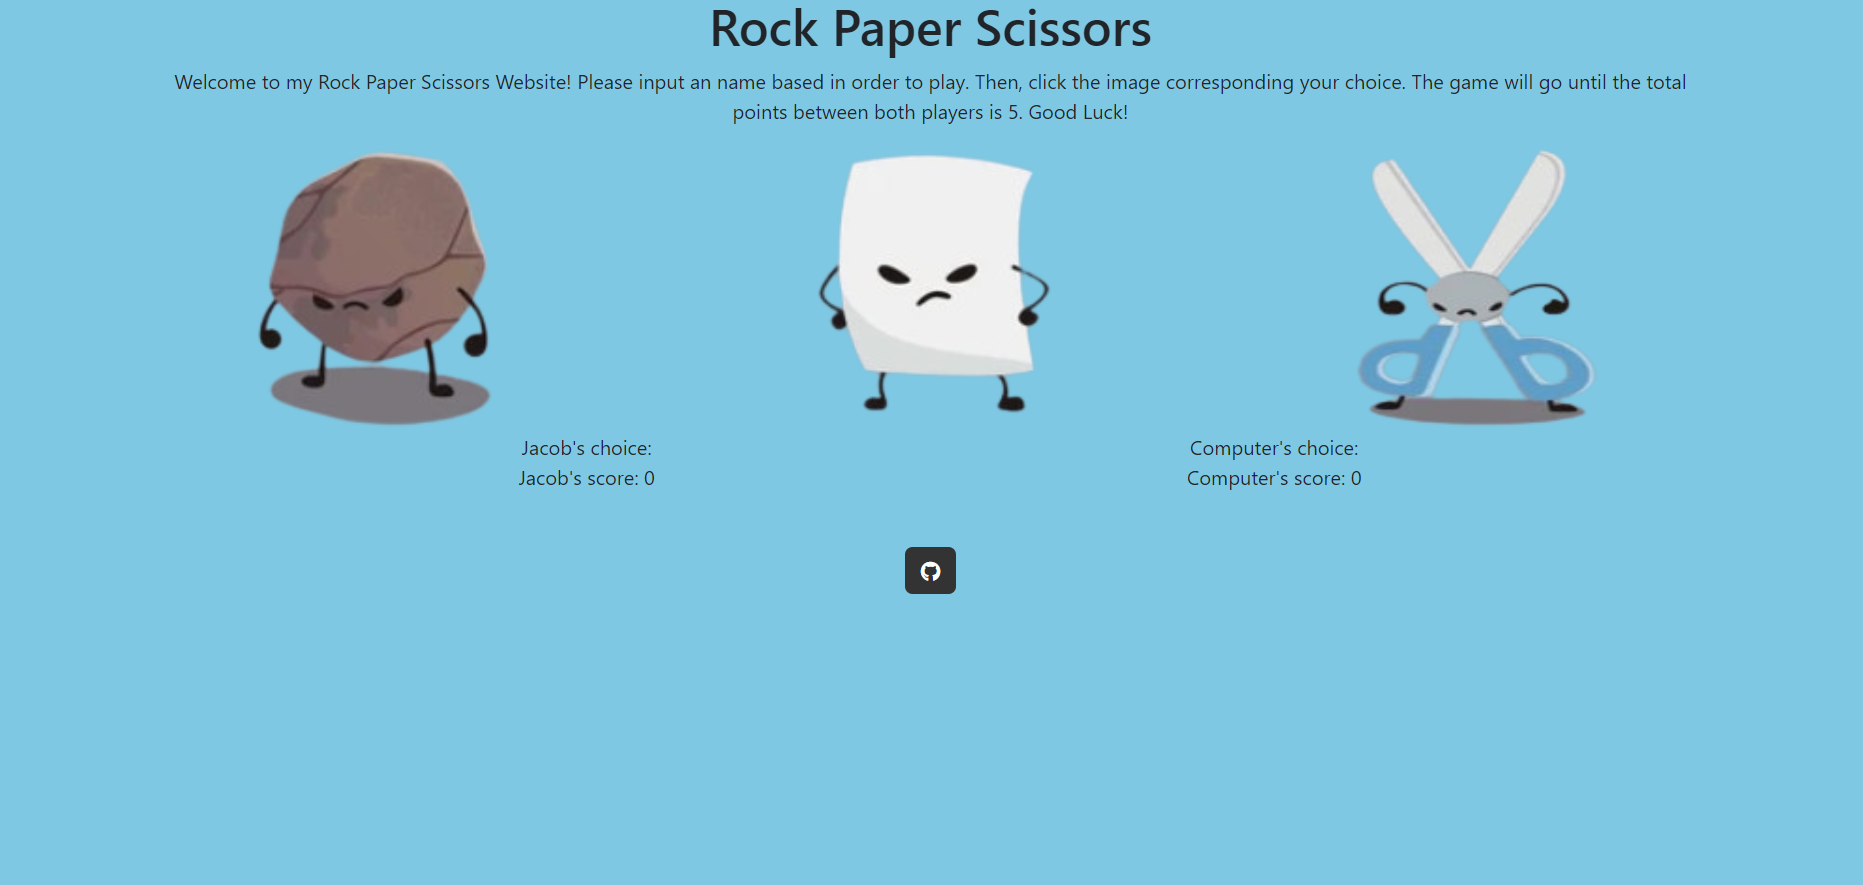 Rock Paper Scissors
Welcome to my Rock Paper Scissors Website! Please input an name based in order to play. Then, click the image corresponding your choice. The game will go until the total
points between both players is 5. Good Luck!
Jacob's choice:
Computer's choice:
Jacob's score: 0
Computer's score: 0